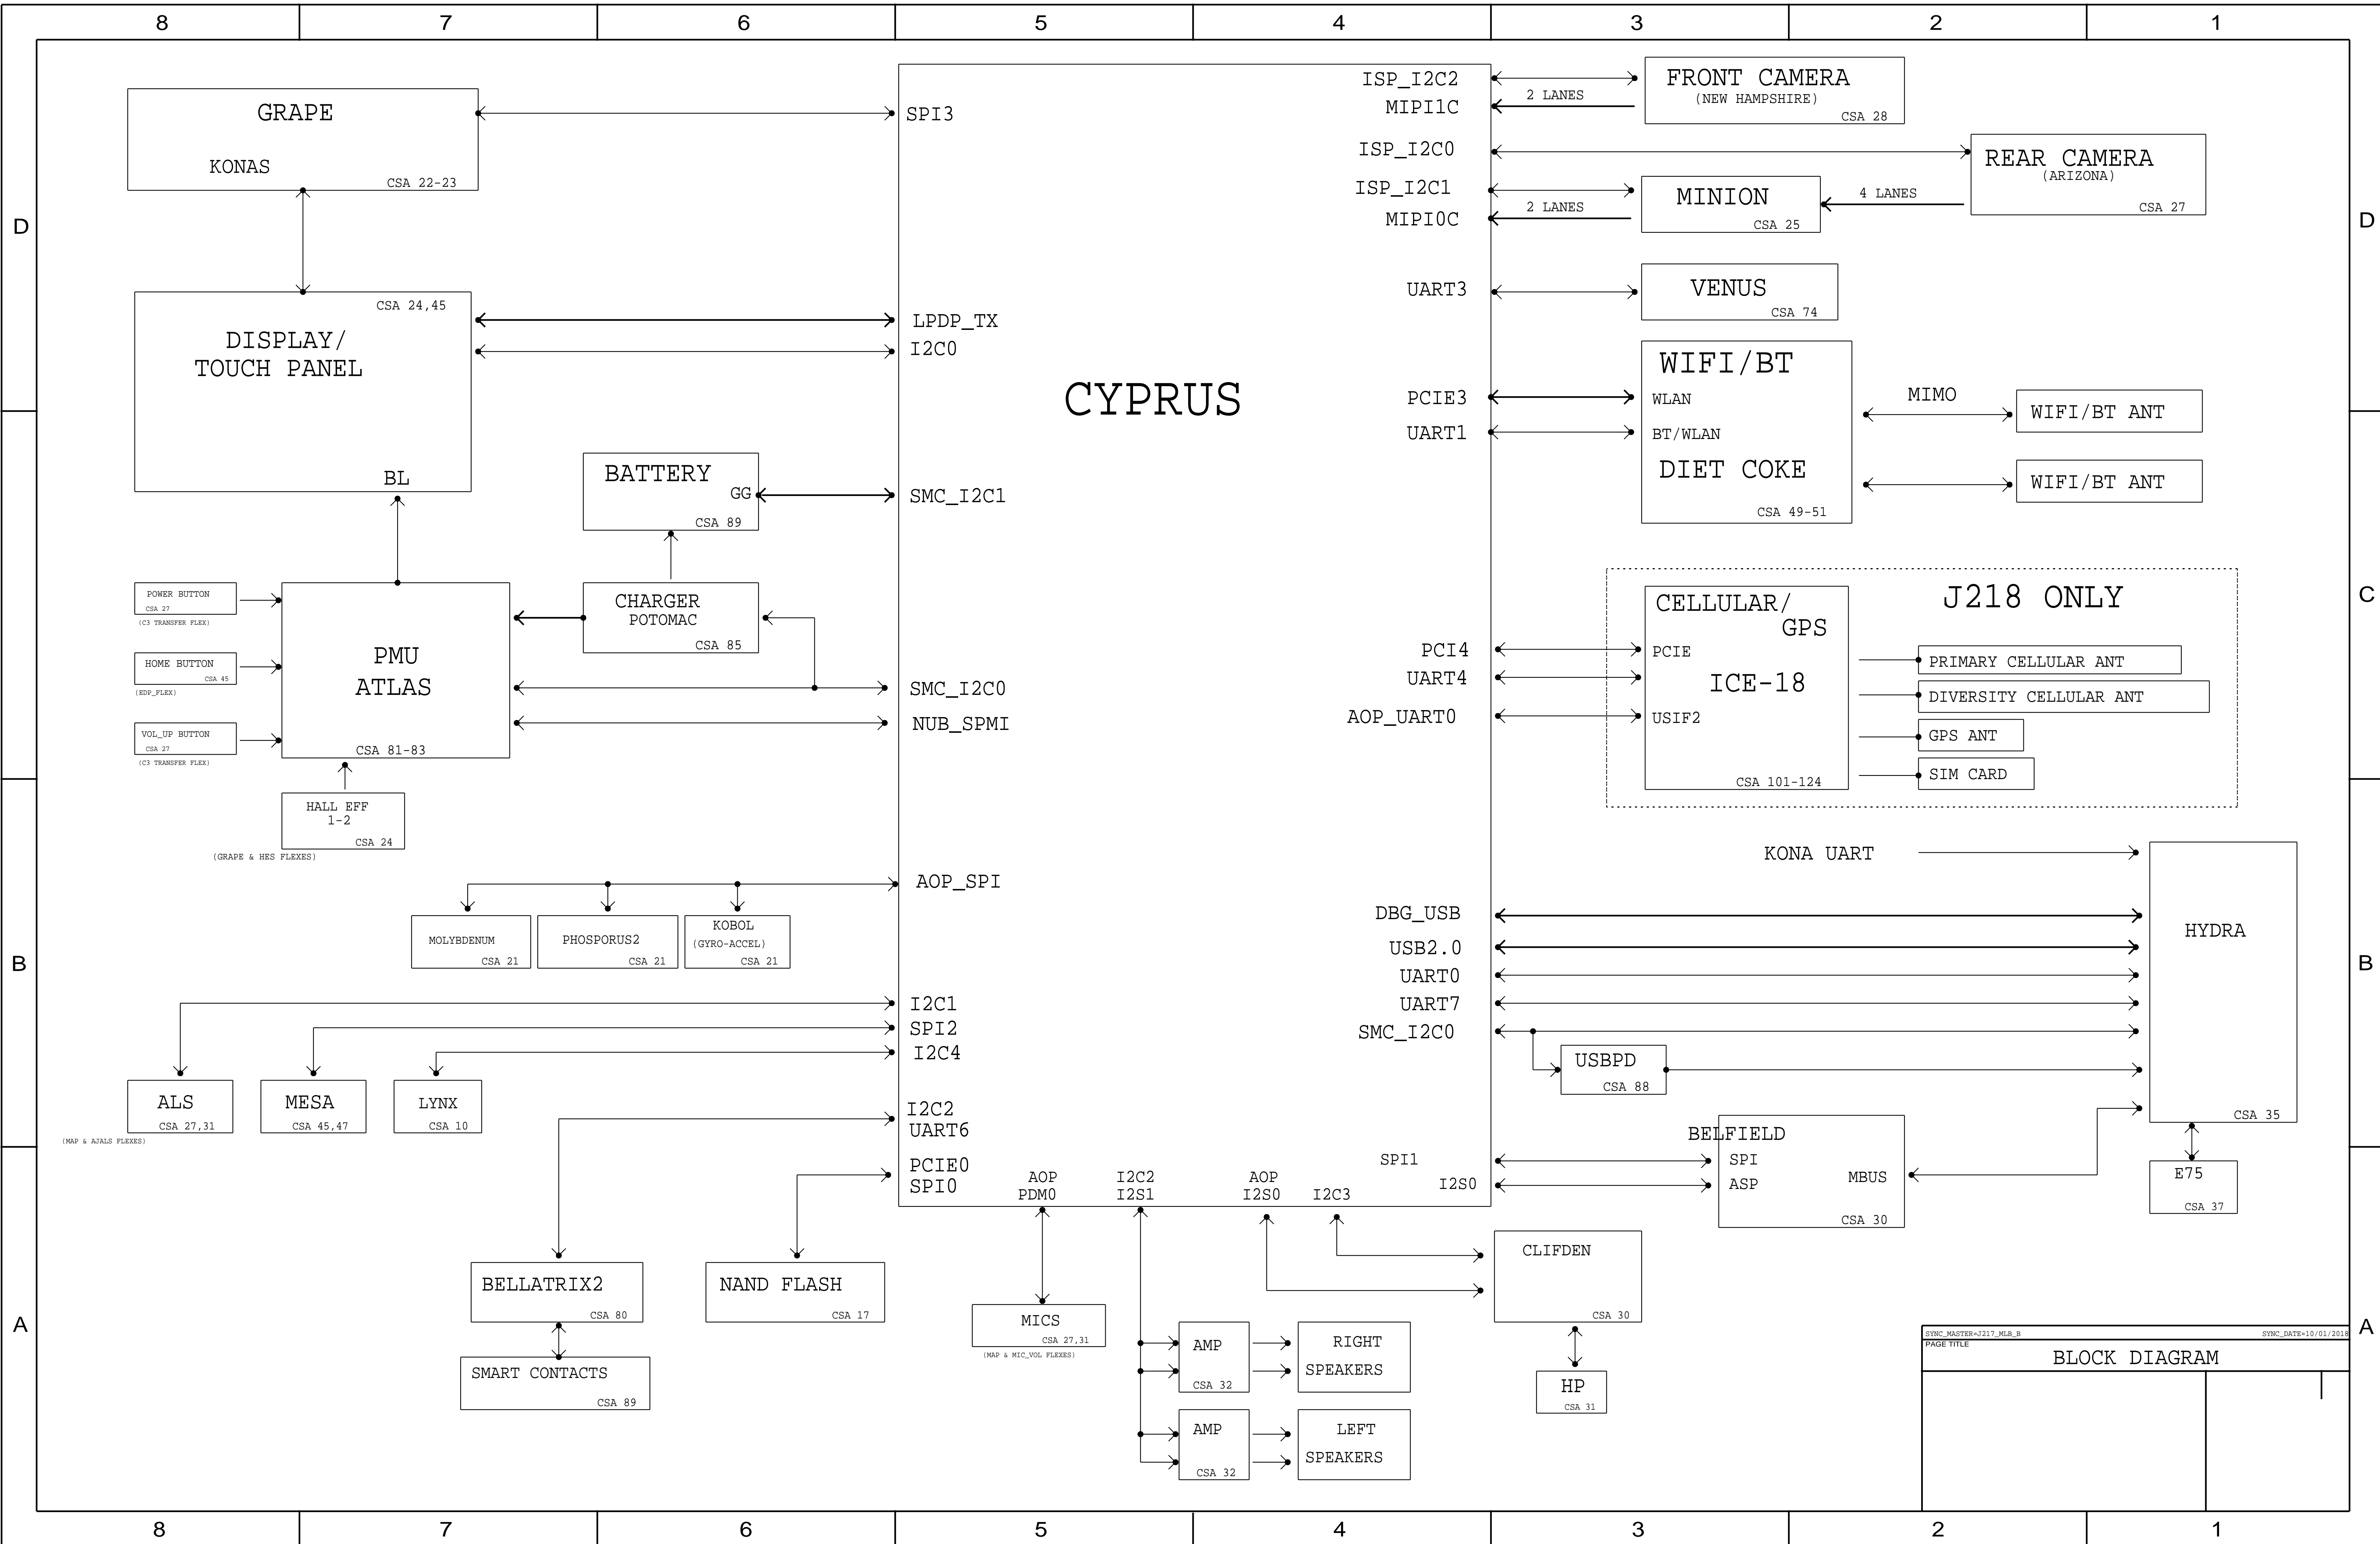 8 7 6 5 4 3 2 1
D
C
B
A
D
C
B
A
GRAPE
KONAS
CSA 22-23
CSA 24,45
DISPLAY/
TOUCH PANEL
BL
BATTERY
GG
CSA 89
CHARGER
POTOMAC
CSA 85
POWER BUTTON
CSA 27
(C3 TRANSFER FLEX)
HOME BUTTON
CSA 45
(EDP_FLEX)
VOL_UP BUTTON
CSA 27
(C3 TRANSFER FLEX)
PMU
ATLAS
CSA 81-83
HALL EFF
1-2
CSA 24
(GRAPE & HES FLEXES)
MOLYBDENUM
CSA 21
PHOSPORUS2
CSA 21
KOBOL
(GYRO-ACCEL)
CSA 21
ALS
CSA 27,31
(MAP & AJALS FLEXES)
MESA
CSA 45,47
LYNX
CSA 10
BELLATRIX2
CSA 80
SMART CONTACTS
CSA 89
NAND FLASH
CSA 17
CYPRUS
SPI3
LPDP_TX
I2C0
SMC_I2C1
SMC_I2C0
NUB_SPMI
AOP_SPI
I2C1
SPI2
I2C4
I2C2
UART6
PCIE0
SPI0
AOP
PDM0
I2C2
I2S1
AOP
I2S0
I2C3
ISP_I2C2
MIPI1C
ISP_I2C0
ISP_I2C1
MIPI0C
UART3
PCIE3
UART1
PCI4
UART4
AOP_UART0
DBG_USB
USB2.0
UART0
UART7
SMC_I2C0
SPI1
I2S0
2 LANES
FRONT CAMERA
(NEW HAMPSHIRE)
CSA 28
REAR CAMERA
(ARIZONA)
CSA 27
4 LANES
2 LANES
MINION
CSA 25
VENUS
CSA 74
WIFI/BT
WLAN
BT/WLAN
DIET COKE
CSA 49-51
MIMO
WIFI/BT ANT
WIFI/BT ANT
J218 ONLY
CELLULAR/
GPS
PCIE
ICE-18
USIF2
CSA 101-124
PRIMARY CELLULAR ANT
DIVERSITY CELLULAR ANT
GPS ANT
SIM CARD
KONA UART
HYDRA
CSA 35
USBPD
CSA 88
BELFIELD
SPI
ASP
MBUS
CSA 30
E75
CSA 37
CLIFDEN
CSA 30
HP
CSA 31
MICS
CSA 27,31
(MAP & MIC_VOL FLEXES)
AMP
CSA 32
RIGHT
SPEAKERS
AMP
CSA 32
LEFT
SPEAKERS
SYNC_MASTER=J217_MLB_B
SYNC_DATE=10/01/2018
PAGE TITLE
BLOCK DIAGRAM
8 7 6 5 4 3 2 1